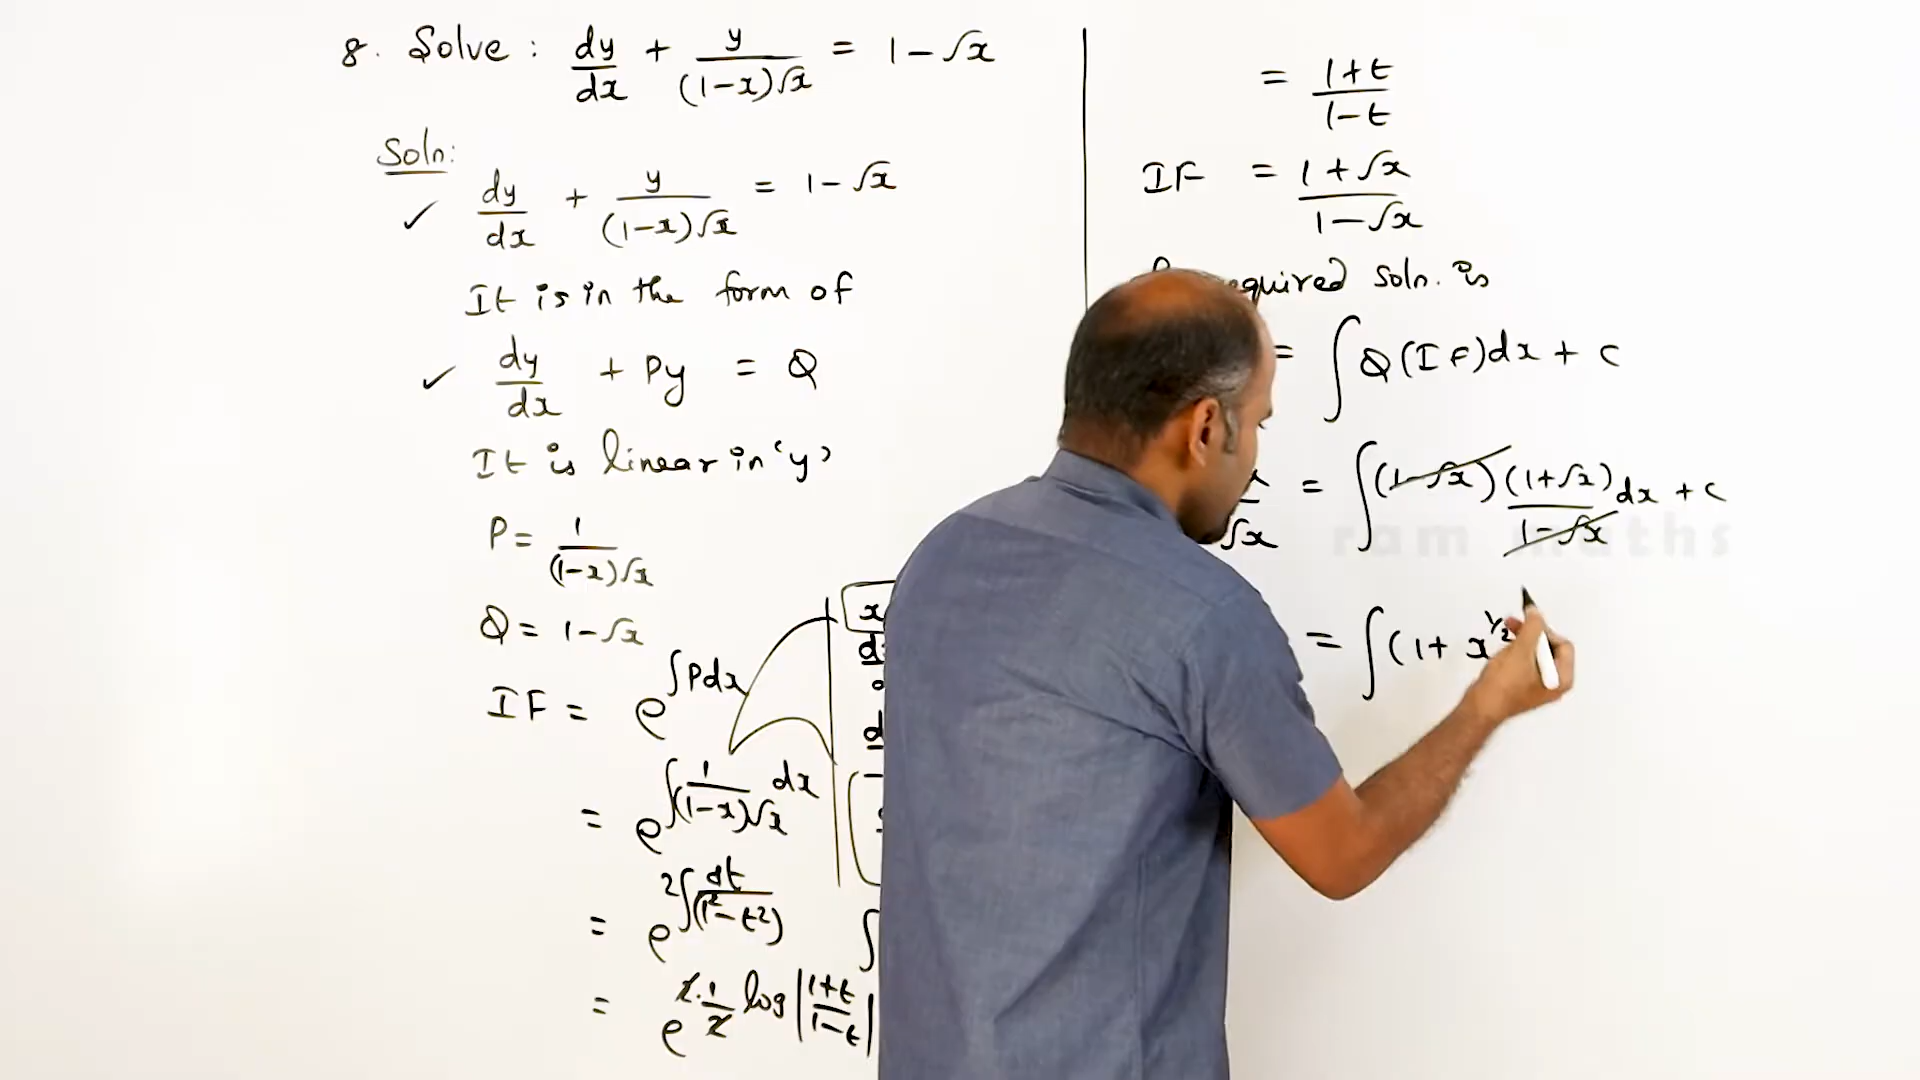 8. Solve : dy/dx + y/((1-x)√x) = 1-√x
Soln:
✓ dy/dx + y/((1-x)√x) = 1-√x
It is in the form of
✓ dy/dx + Py = Q
It is linear in 'y'
P = 1/((1-x)√x)
Q = 1-√x
IF = e^∫Pdx
= e^∫1/((1-x)√x) dx
= e^2∫dt/(1²-t²)
= e^2·1/2 log|(1+t)/(1-t)|
x
∫
= (1+t)/(1-t)
IF = (1+√x)/(1-√x)
required soln. is
= ∫Q(IF)dx + c
√x = ∫(1-√x) (1+√x)/(1-√x) dx + c
= ∫(1+ x^1/2
ram maths